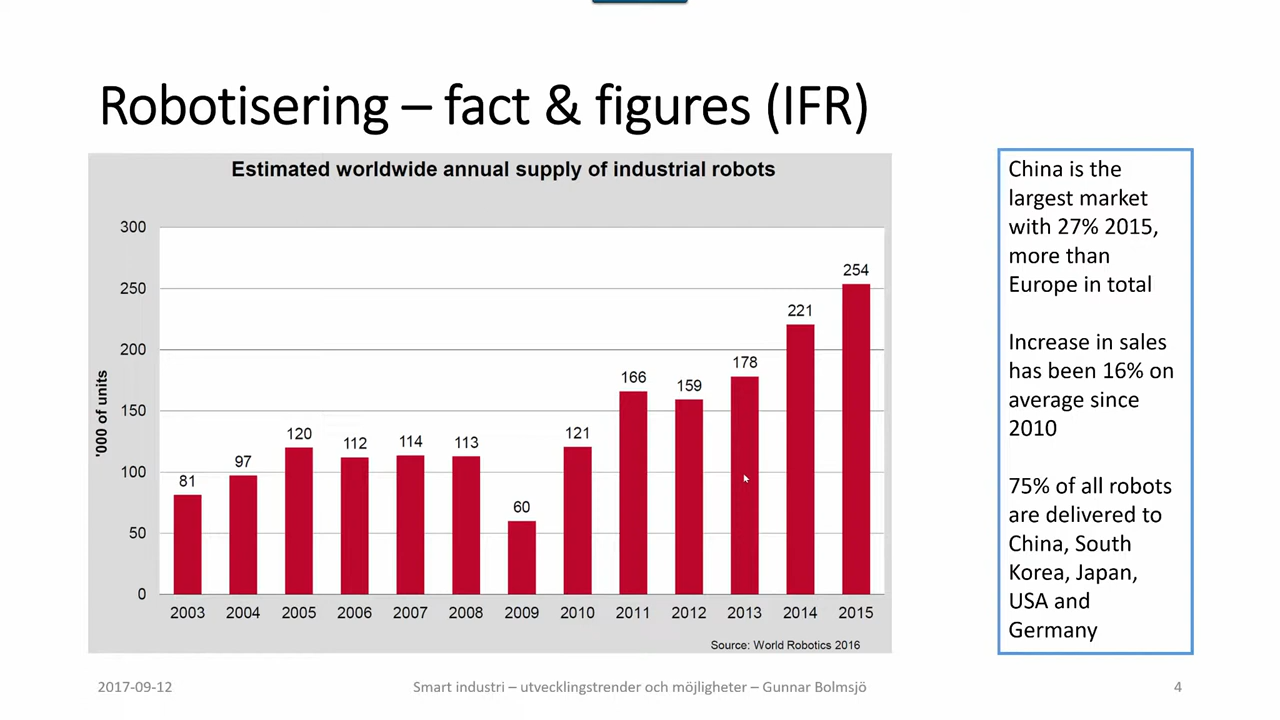 Robotisering – fact & figures (IFR)
Estimated worldwide annual supply of industrial robots
'000 of units
300
250
200
150
100
50
0
81
97
120
112
114
113
60
121
166
159
178
221
254
2003 2004 2005 2006 2007 2008 2009 2010 2011 2012 2013 2014 2015
Source: World Robotics 2016
China is the
largest market
with 27% 2015,
more than
Europe in total
Increase in sales
has been 16% on
average since
2010
75% of all robots
are delivered to
China, South
Korea, Japan,
USA and
Germany
2017-09-12
Smart industri – utvecklingstrender och möjligheter – Gunnar Bolmsjö
4